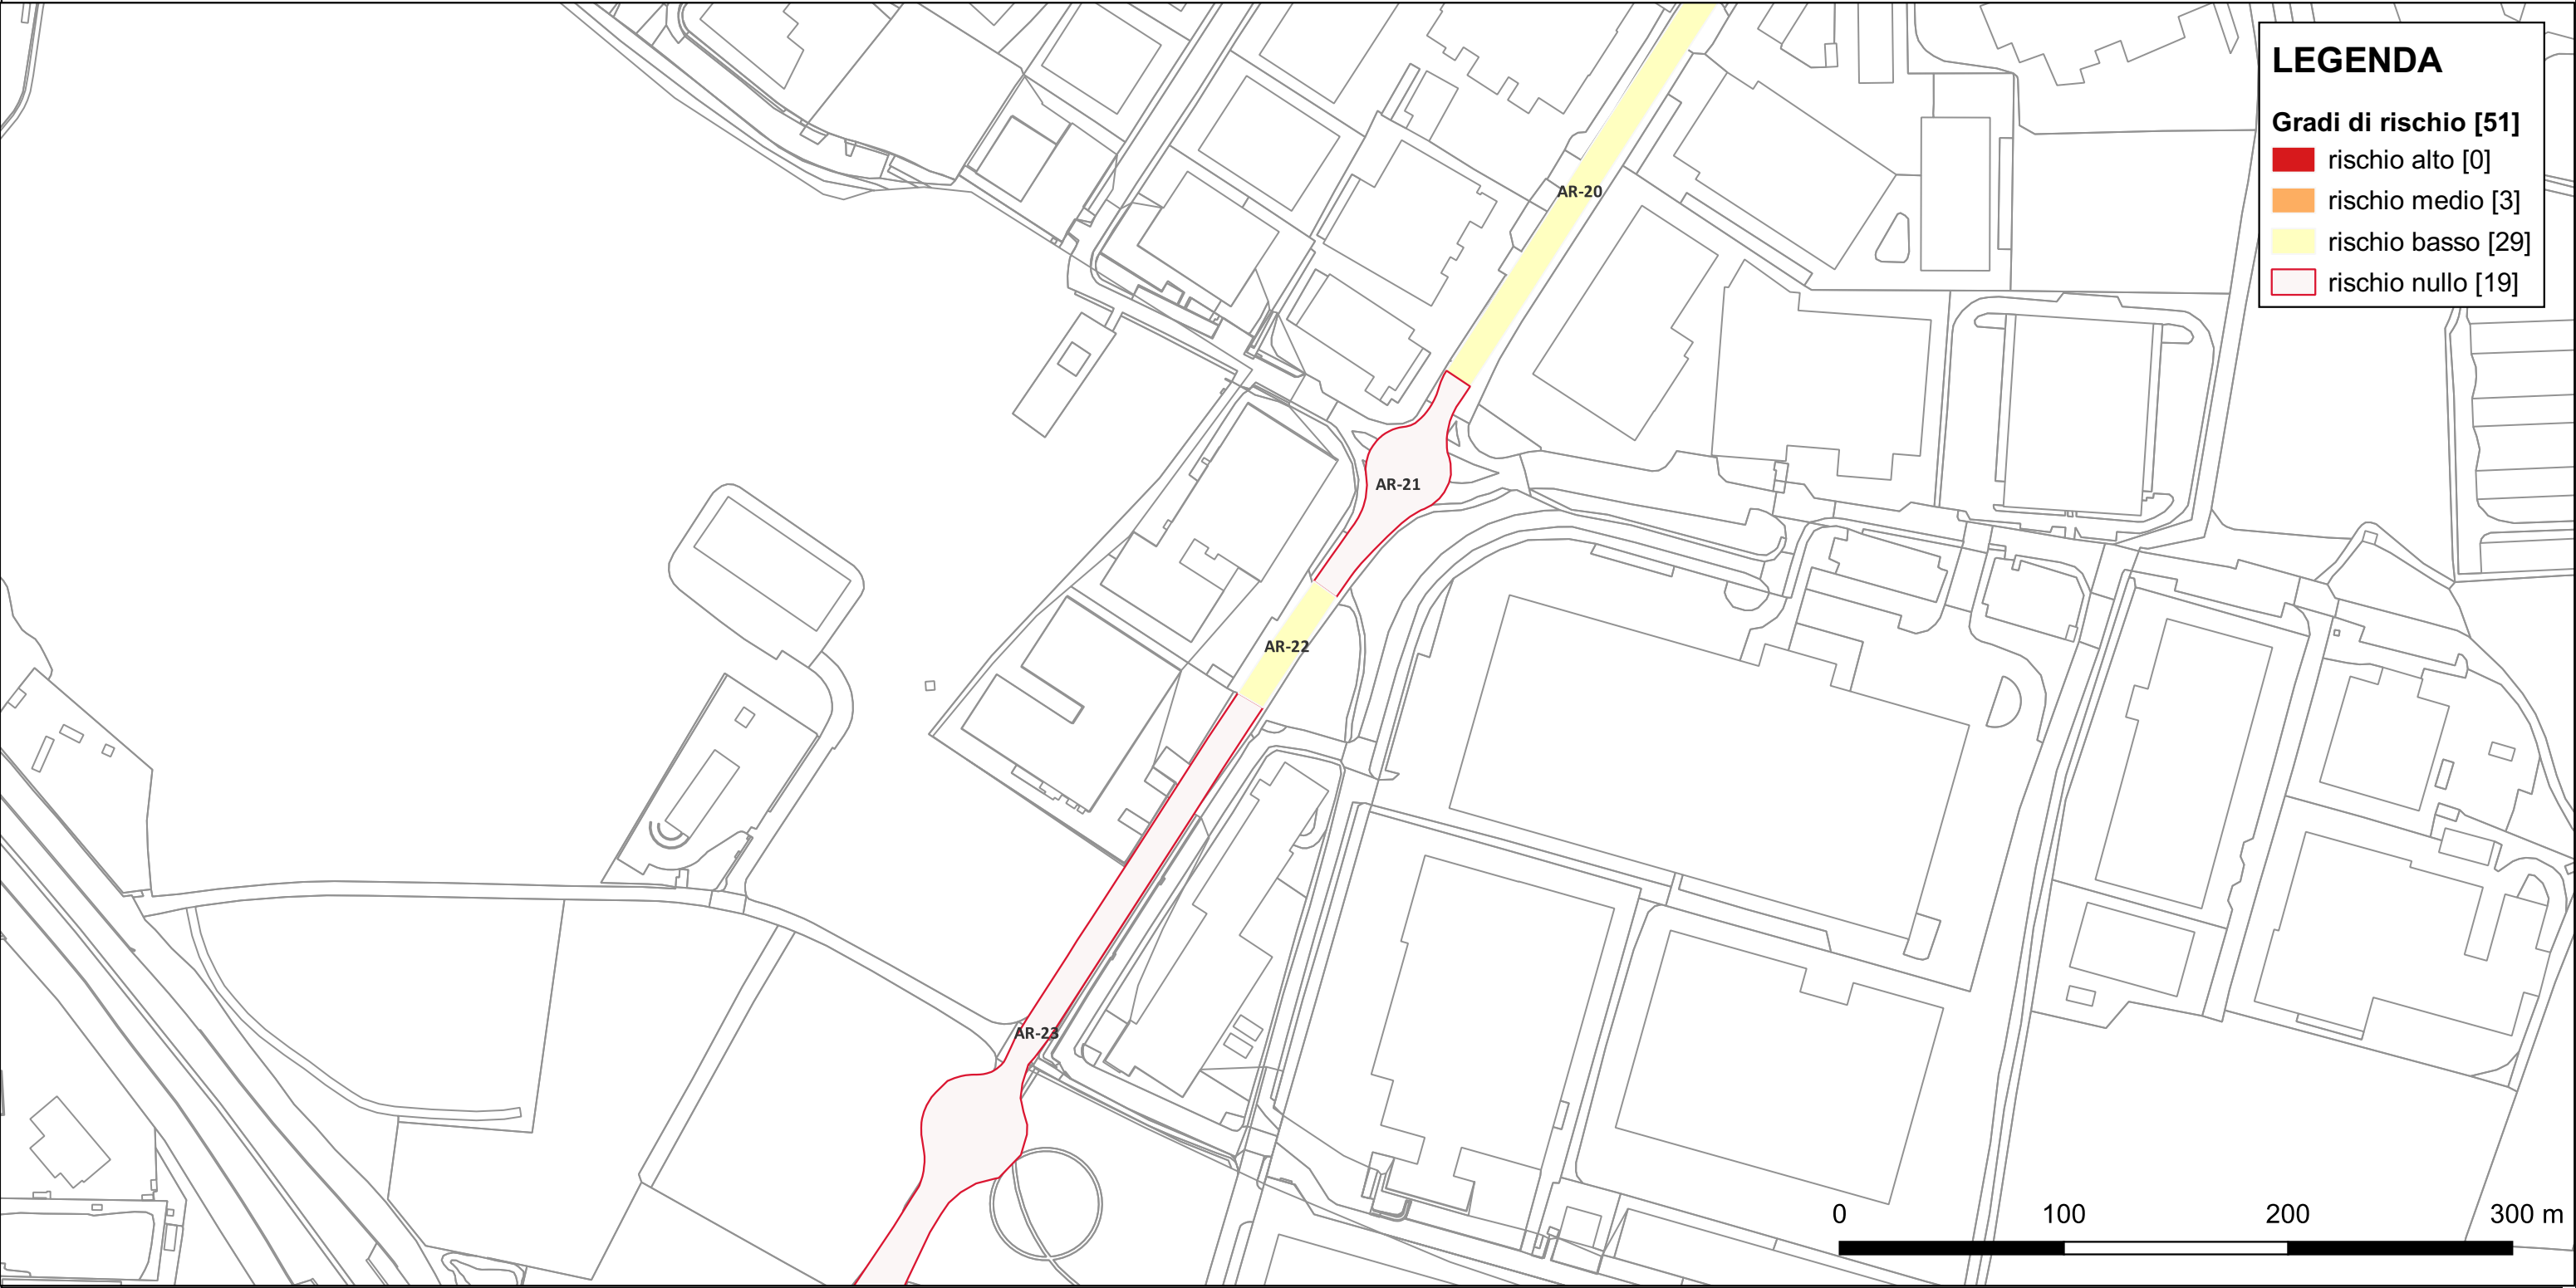 LEGENDA
Gradi di rischio [51]
rischio alto [0]
rischio medio [3]
rischio basso [29]
rischio nullo [19]
AR-20
AR-21
AR-22
AR-23
0 100 200 300 m